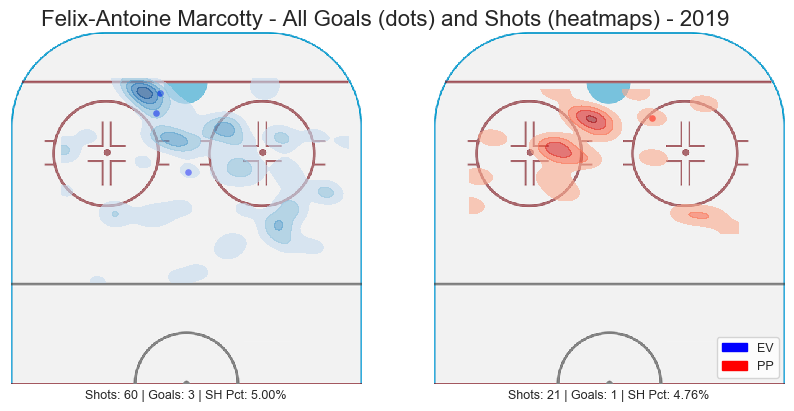 Felix-Antoine Marcotty - All Goals (dots) and Shots (heatmaps) - 2019
EV
PP
Shots: 60 | Goals: 3 | SH Pct: 5.00%
Shots: 21 | Goals: 1 | SH Pct: 4.76%